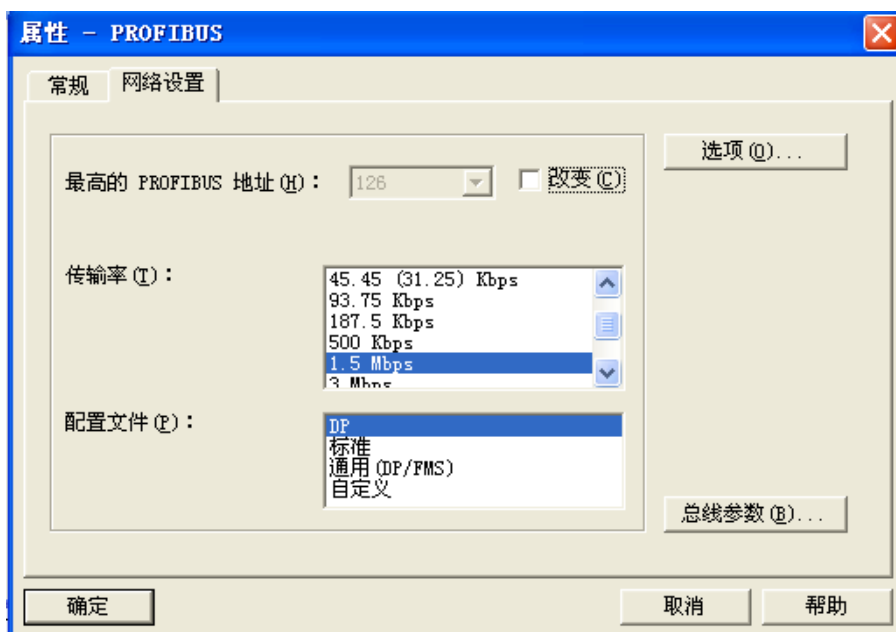 属性 - PROFIBUS
常规 网络设置
选项(O)...
最高的 PROFIBUS 地址(H): 126 改变(C)
传输率(T):
45.45 (31.25) Kbps
93.75 Kbps
187.5 Kbps
500 Kbps
1.5 Mbps
3 Mbps
配置文件(P):
DP
标准
通用(DP/FMS)
自定义
总线参数(B)...
确定 取消 帮助